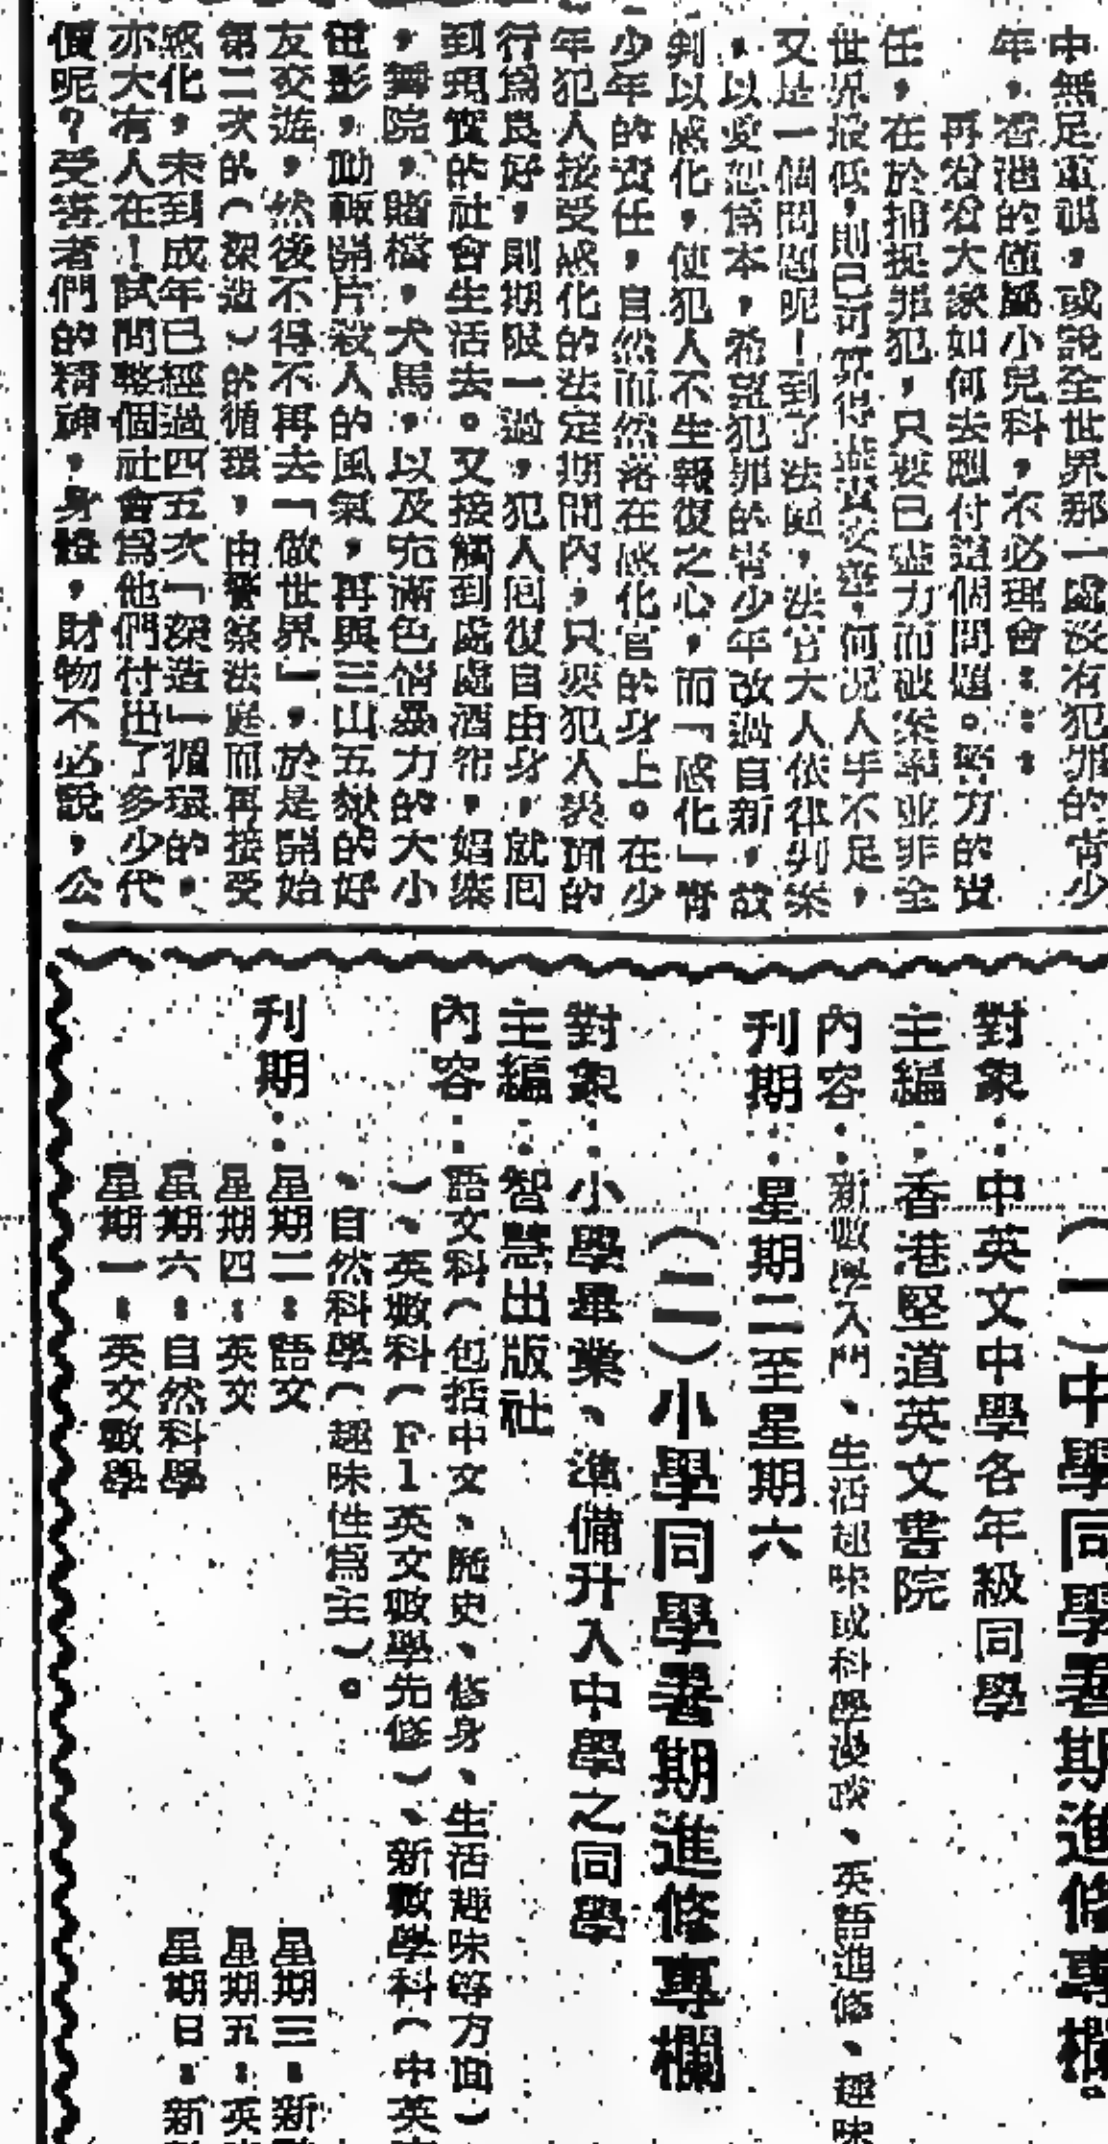 中無足重視，或說全世界那一處沒有犯罪的青少
年，香港的僅屬小兒科，不必理會⋯⋯
再看看大家如何去應付這個問題。警方的責
任，在於捕捉罪犯，只要已盡力而破案率並非全
世界最低，則已可算得盡責，何況人手不足，
又是一個問題呢！到了法庭，法官大人依律判案
，以寬恕為本，希望犯罪的青少年改過自新，故
判以感化，使犯人不生報復之心，而「感化」青
少年的責任，自然而然落在感化官的身上。在少
年犯人接受感化的法定期間內，只要犯人表面的
行為良好，則期限一過，犯人囘復自由身，就囘
到現實的社會生活去。又接觸到處處酒帘，娼寮
，舞院，賭檔，犬馬，以及充滿色情暴力的大小
電影，動輒開片殺人的風氣，再與三山五嶽的好
友交遊，然後不得不再去「做世界」，於是開始
第二次的（深造）的循環，由警察法庭而再接受
感化，未到成年已經過四五次「深造」循環的，
亦大有人在！試問整個社會為他們付出了多少代
價呢？受害者們的精神，身體，財物不必說，公
（一）中學同學暑期進修專欄
對象：中英文中學各年級同學
主編：香港堅道英文書院
內容：新數學入門、生活趣味或科學漫談、英語進修、趣味
刊期：星期二至星期六
（二）小學同學暑期進修專欄
對象：小學畢業、準備升入中學之同學
主編：智慧出版社
內容：語文科（包括中文、歷史、修身、生活趣味等方面）
）、英數科（F1英文數學先修）、新數學科（中英
、自然科學（趣味性為主）。
刊期：星期二：語文　星期三：新
星期四：英文　星期五：英
星期六：自然科學　星期日：新
星期一：英文數學